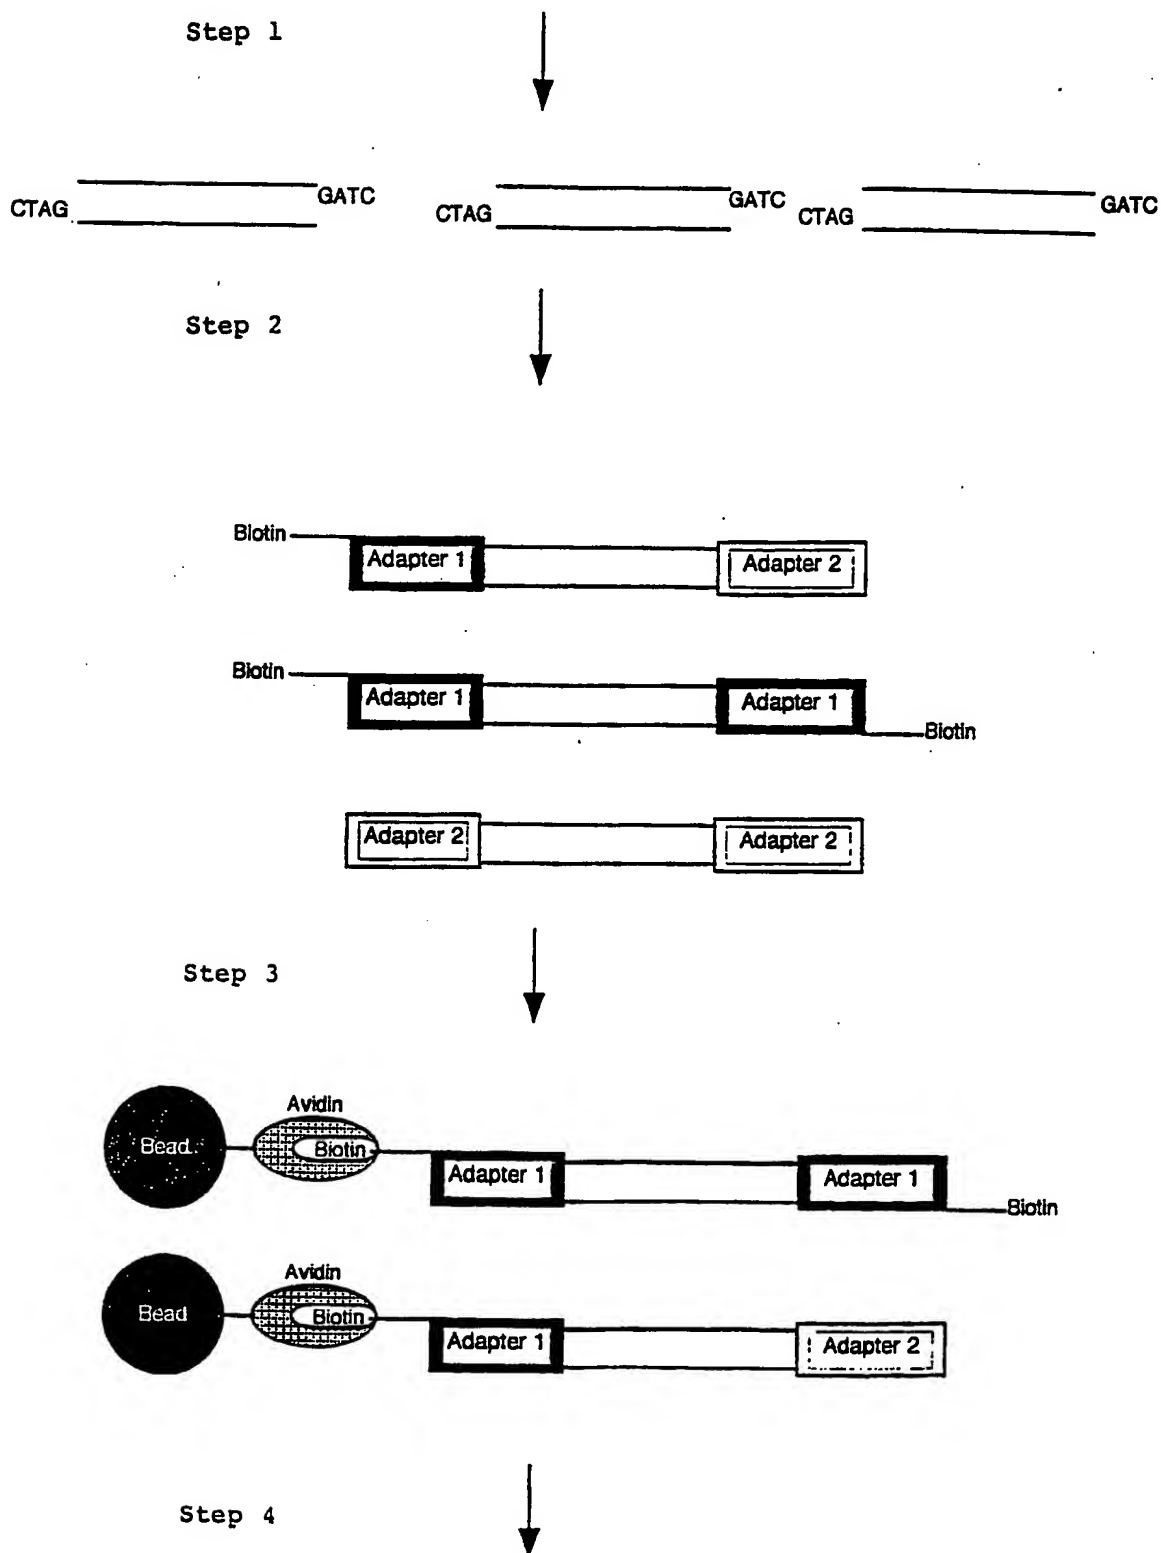 Step 1
CTAG GATC CTAG GATC CTAG GATC
Step 2
Biotin Adapter 1 Adapter 2
Biotin Adapter 1 Adapter 1 Biotin
Adapter 2 Adapter 2
Step 3
Avidin
Bead Biotin Adapter 1 Adapter 1 Biotin
Avidin
Bead Biotin Adapter 1 Adapter 2
Step 4